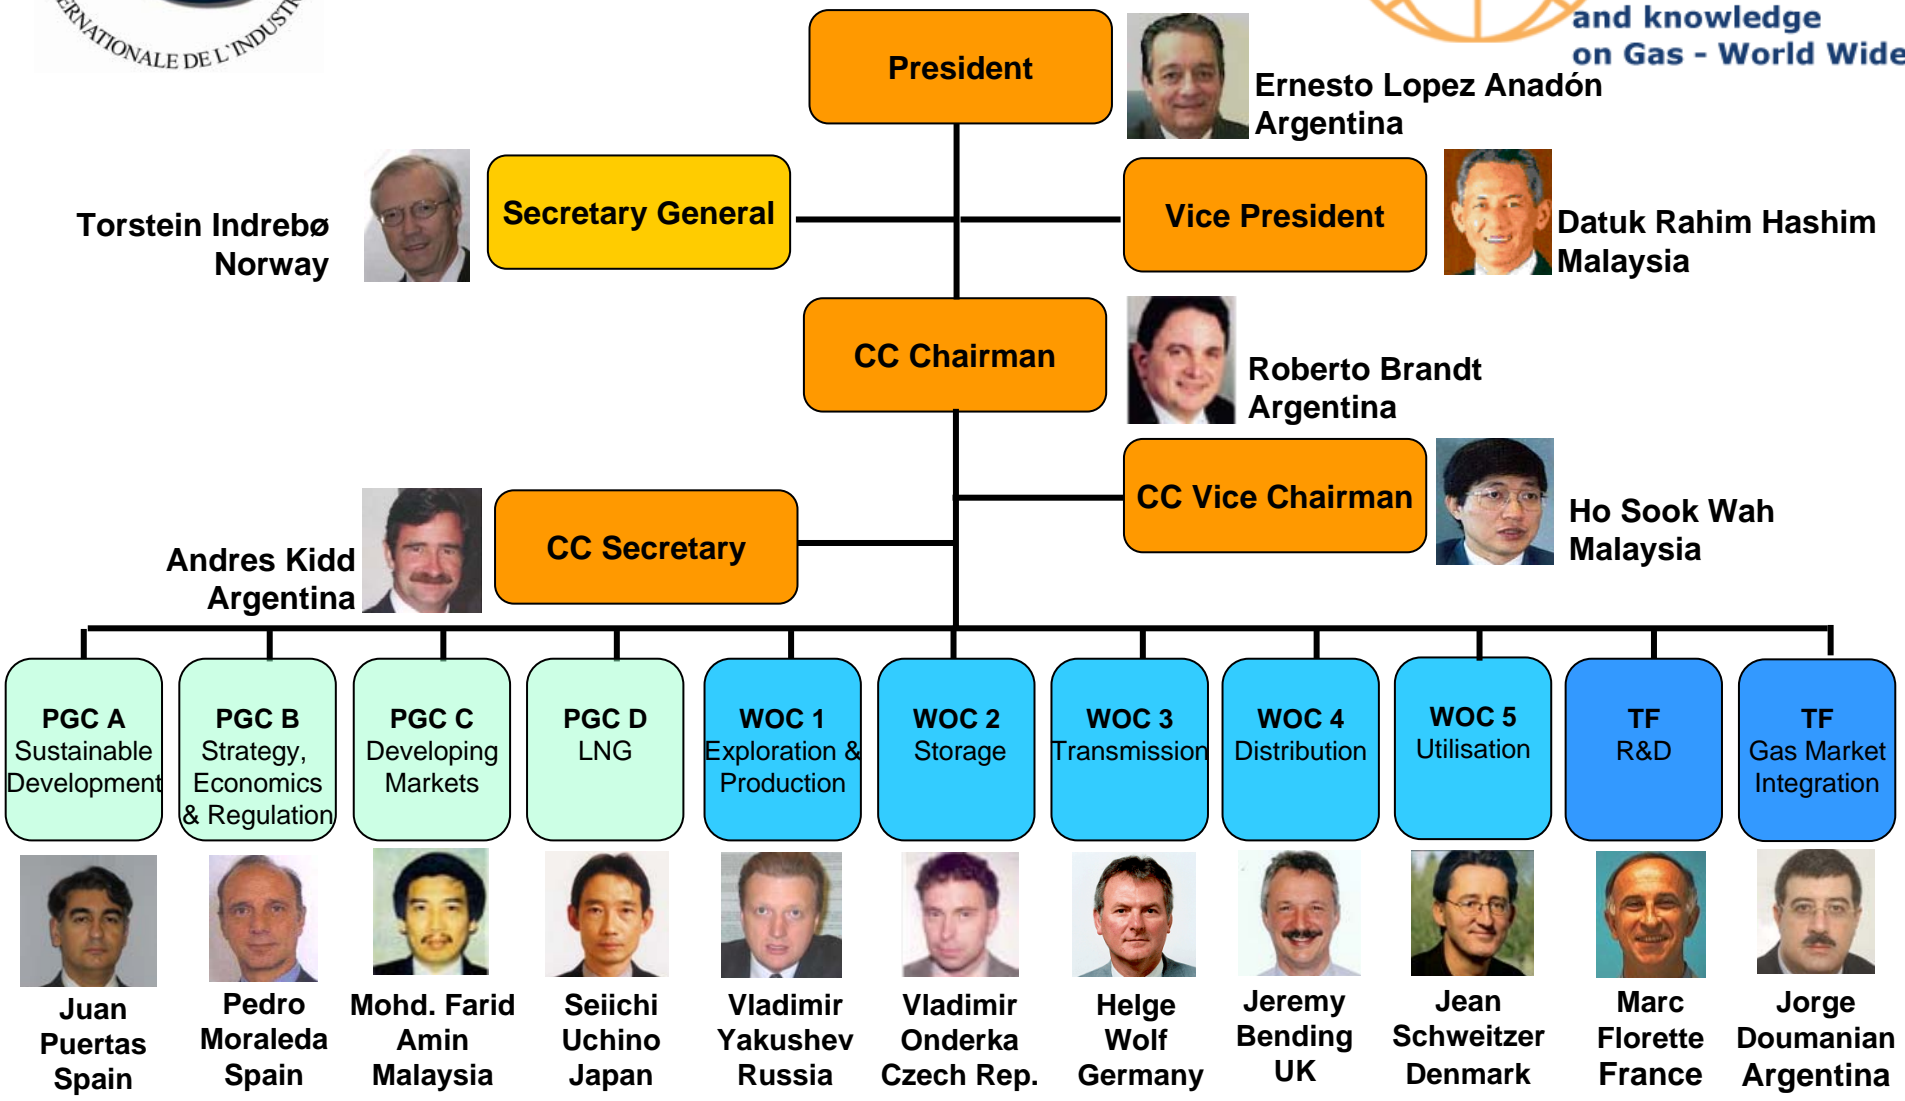 ERNATIONALE DE L'INDUSTRI
and knowledge
on Gas - World Wide
President
Ernesto Lopez Anadón
Argentina
Torstein Indrebø
Norway
Secretary General
Vice President
Datuk Rahim Hashim
Malaysia
CC Chairman
Roberto Brandt
Argentina
CC Vice Chairman
Ho Sook Wah
Malaysia
Andres Kidd
Argentina
CC Secretary
PGC A
Sustainable
Development
PGC B
Strategy,
Economics
& Regulation
PGC C
Developing
Markets
PGC D
LNG
WOC 1
Exploration &
Production
WOC 2
Storage
WOC 3
Transmission
WOC 4
Distribution
WOC 5
Utilisation
TF
R&D
TF
Gas Market
Integration
Juan
Puertas
Spain
Pedro
Moraleda
Spain
Mohd. Farid
Amin
Malaysia
Seiichi
Uchino
Japan
Vladimir
Yakushev
Russia
Vladimir
Onderka
Czech Rep.
Helge
Wolf
Germany
Jeremy
Bending
UK
Jean
Schweitzer
Denmark
Marc
Florette
France
Jorge
Doumanian
Argentina